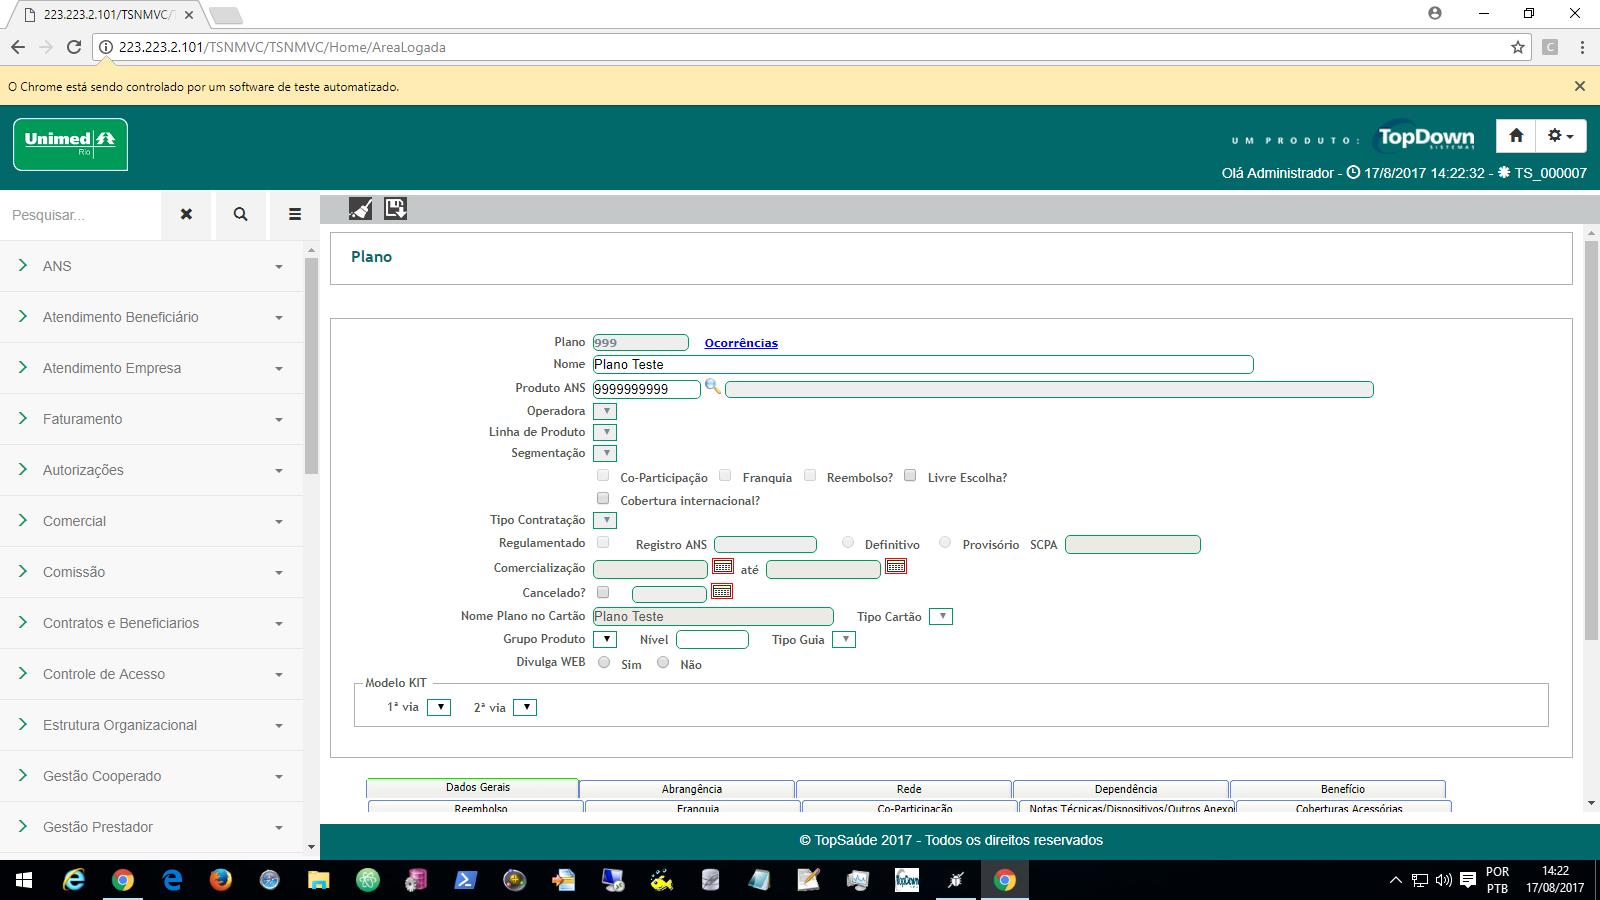 223.223.2.101/TSNMVC/T
223.223.2.101/TSNMVC/TSNMVC/Home/AreaLogada
C
O Chrome está sendo controlado por um software de teste automatizado.
Unimed
Rio
UM PRODUTO:
TopDown
SISTEMAS
Olá Administrador - 17/8/2017 14:22:32 - TS_000007
Pesquisar...
ANS
Atendimento Beneficiário
Atendimento Empresa
Faturamento
Autorizações
Comercial
Comissão
Contratos e Beneficiarios
Controle de Acesso
Estrutura Organizacional
Gestão Cooperado
Gestão Prestador
Plano
Plano 999 Ocorrências
Nome Plano Teste
Produto ANS 9999999999
Operadora
Linha de Produto
Segmentação
Co-Participação Franquia Reembolso? Livre Escolha?
Cobertura internacional?
Tipo Contratação
Regulamentado Registro ANS Definitivo Provisório SCPA
Comercialização até
Cancelado?
Nome Plano no Cartão Plano Teste Tipo Cartão
Grupo Produto Nível Tipo Guia
Divulga WEB Sim Não
Modelo KIT
1ª via 2ª via
Dados Gerais Abrangência Rede Dependência Benefício
Reembolso Franquia Co-Participação Notas Técnicas/Dispositivos/Outros Anexo Coberturas Acessórias
© TopSaúde 2017 - Todos os direitos reservados
TopDown
POR
PTB
14:22
17/08/2017